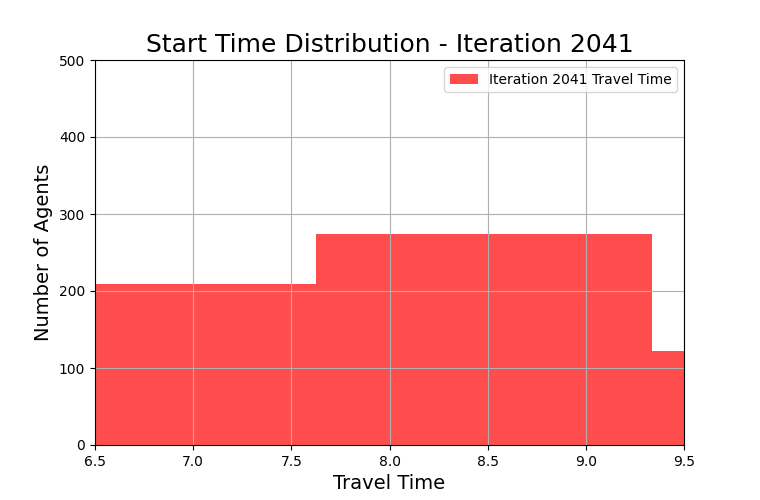 Start Time Distribution - Iteration 2041
Iteration 2041 Travel Time
Number of Agents
500
400
300
200
100
0
6.5 7.0 7.5 8.0 8.5 9.0 9.5
Travel Time